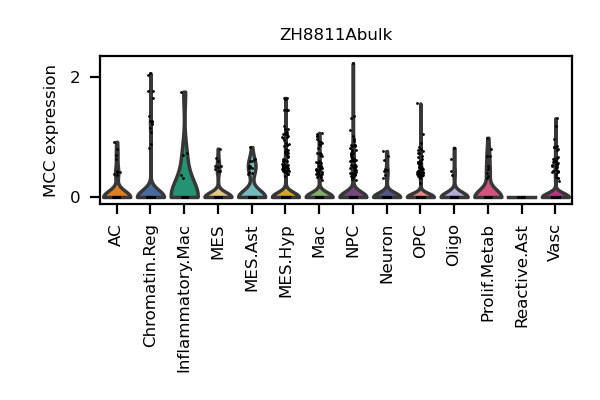 ZH8811Abulk
MCC expression
2
0
AC
Chromatin.Reg
Inflammatory.Mac
MES
MES.Ast
MES.Hyp
Mac
NPC
Neuron
OPC
Oligo
Prolif.Metab
Reactive.Ast
Vasc